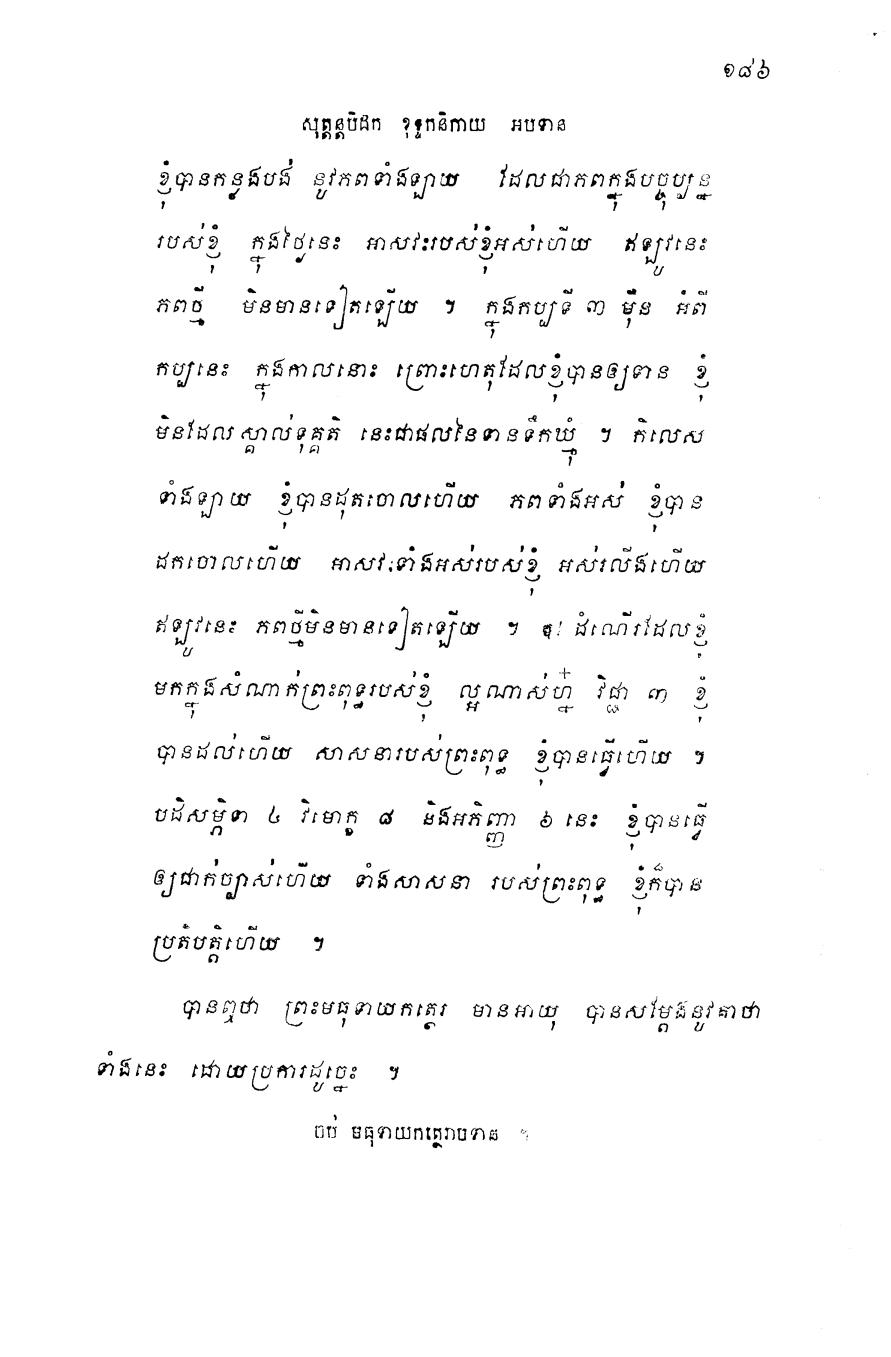 ១៨៦
សុត្តន្តបិដក ខុទ្ទកនិកាយ អបទាន
ខ្ញុំបានកន្លងបង់ នូវភពទាំងឡាយ ដែលជាភពក្នុងបច្ចុប្បន្ន
របស់ខ្ញុំ ក្នុងថ្ងៃនេះ អាសវៈរបស់ខ្ញុំអស់ហើយ ឥឡូវនេះ
ភពថ្មី មិនមានទៀតឡើយ ។ ក្នុងកប្បទី ៣ ម៉ឺន អំពី
កប្បនេះ ក្នុងកាលនោះ ព្រោះហេតុដែលខ្ញុំបានឲ្យទាន ខ្ញុំ
មិនដែលស្គាល់ទុគ្គតិ នេះជាផលនៃទានទឹកឃ្មុំ ។ កិលេស
ទាំងឡាយ ខ្ញុំបានដុតចោលហើយ ភពទាំងអស់ ខ្ញុំបាន
ដកចោលហើយ អាសវៈទាំងអស់របស់ខ្ញុំ អស់រលីងហើយ
ឥឡូវនេះ ភពថ្មីមិនមានទៀតឡើយ ។ ឱ! ដំណើរដែលខ្ញុំ
មកក្នុងសំណាក់ព្រះពុទ្ធរបស់ខ្ញុំ ល្អណាស់ហ្ន៎ វិជ្ជា ៣ ខ្ញុំ
បានដល់ហើយ សាសនារបស់ព្រះពុទ្ធ ខ្ញុំបានធ្វើហើយ ។
បដិសម្ភិទា ៤ វិមោក្ខ ៨ និងអភិញ្ញា ៦ នេះ ខ្ញុំបានធ្វើ
ឲ្យជាក់ច្បាស់ហើយ ទាំងសាសនា របស់ព្រះពុទ្ធ ខ្ញុំក៏បាន
ប្រតិបត្តិហើយ ។
បានឮថា ព្រះមធុទាយកត្ថេរ មានអាយុ បានសម្ដែងនូវគាថា
ទាំងនេះ ដោយប្រការដូច្នេះ ។
ចប់ មធុទាយកត្ថេរាបទាន ។